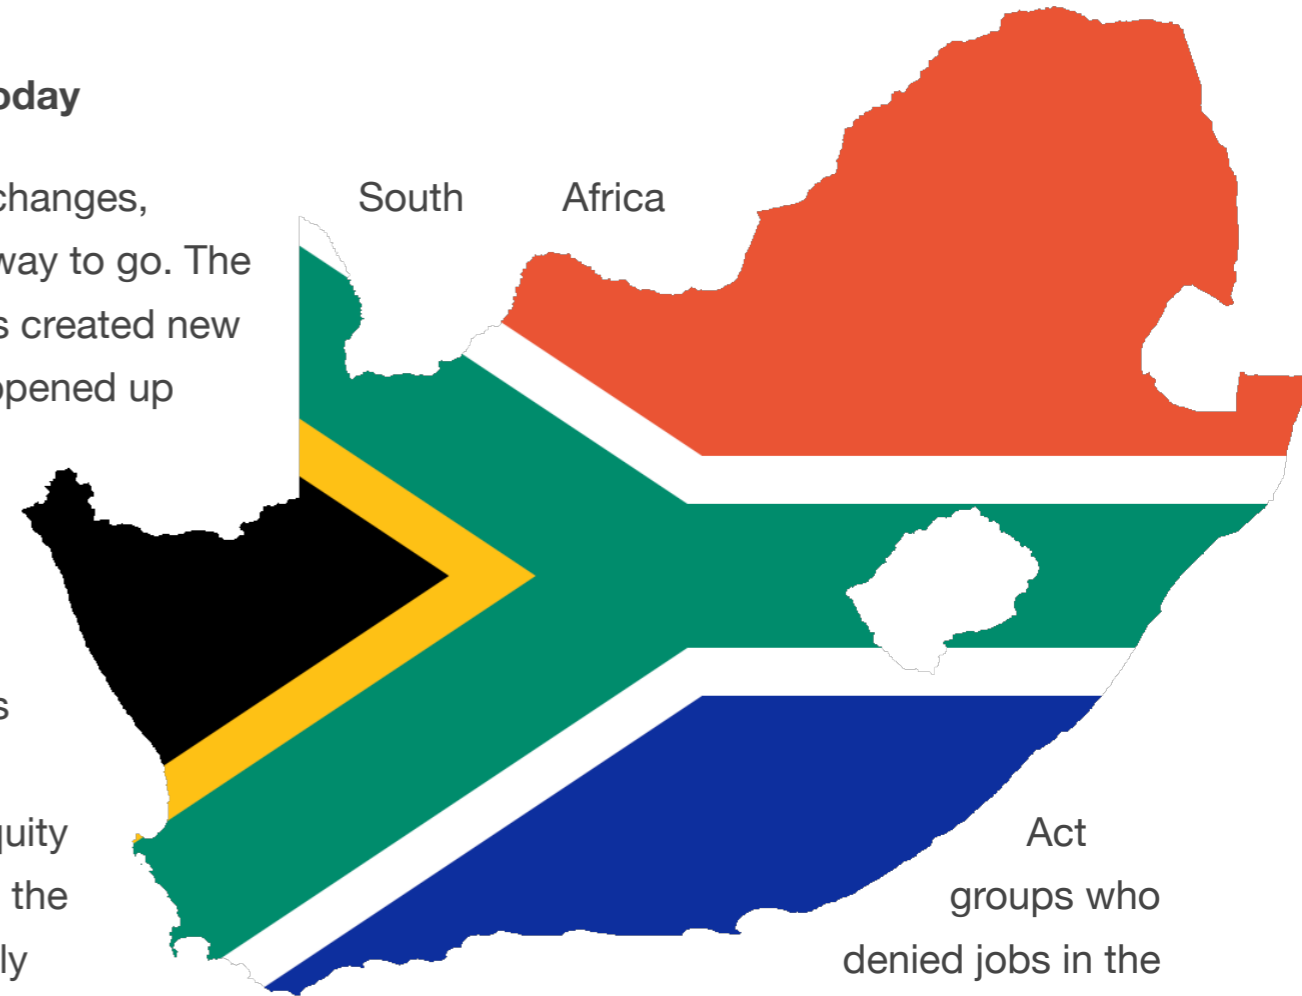 oday
changes, South Africa
way to go. The
s created new
opened up
s
quity Act
the groups who
ly denied jobs in the